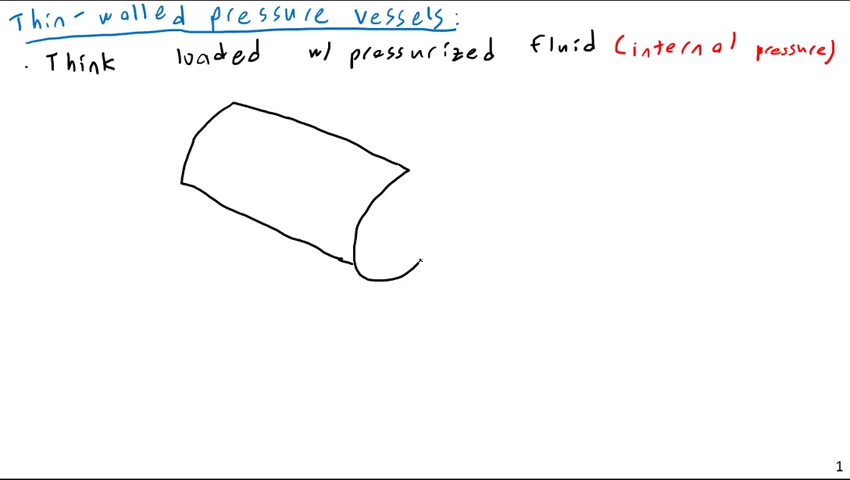 Thin-walled pressure vessels:
· Think loaded w/ pressurized fluid (internal pressure)
1